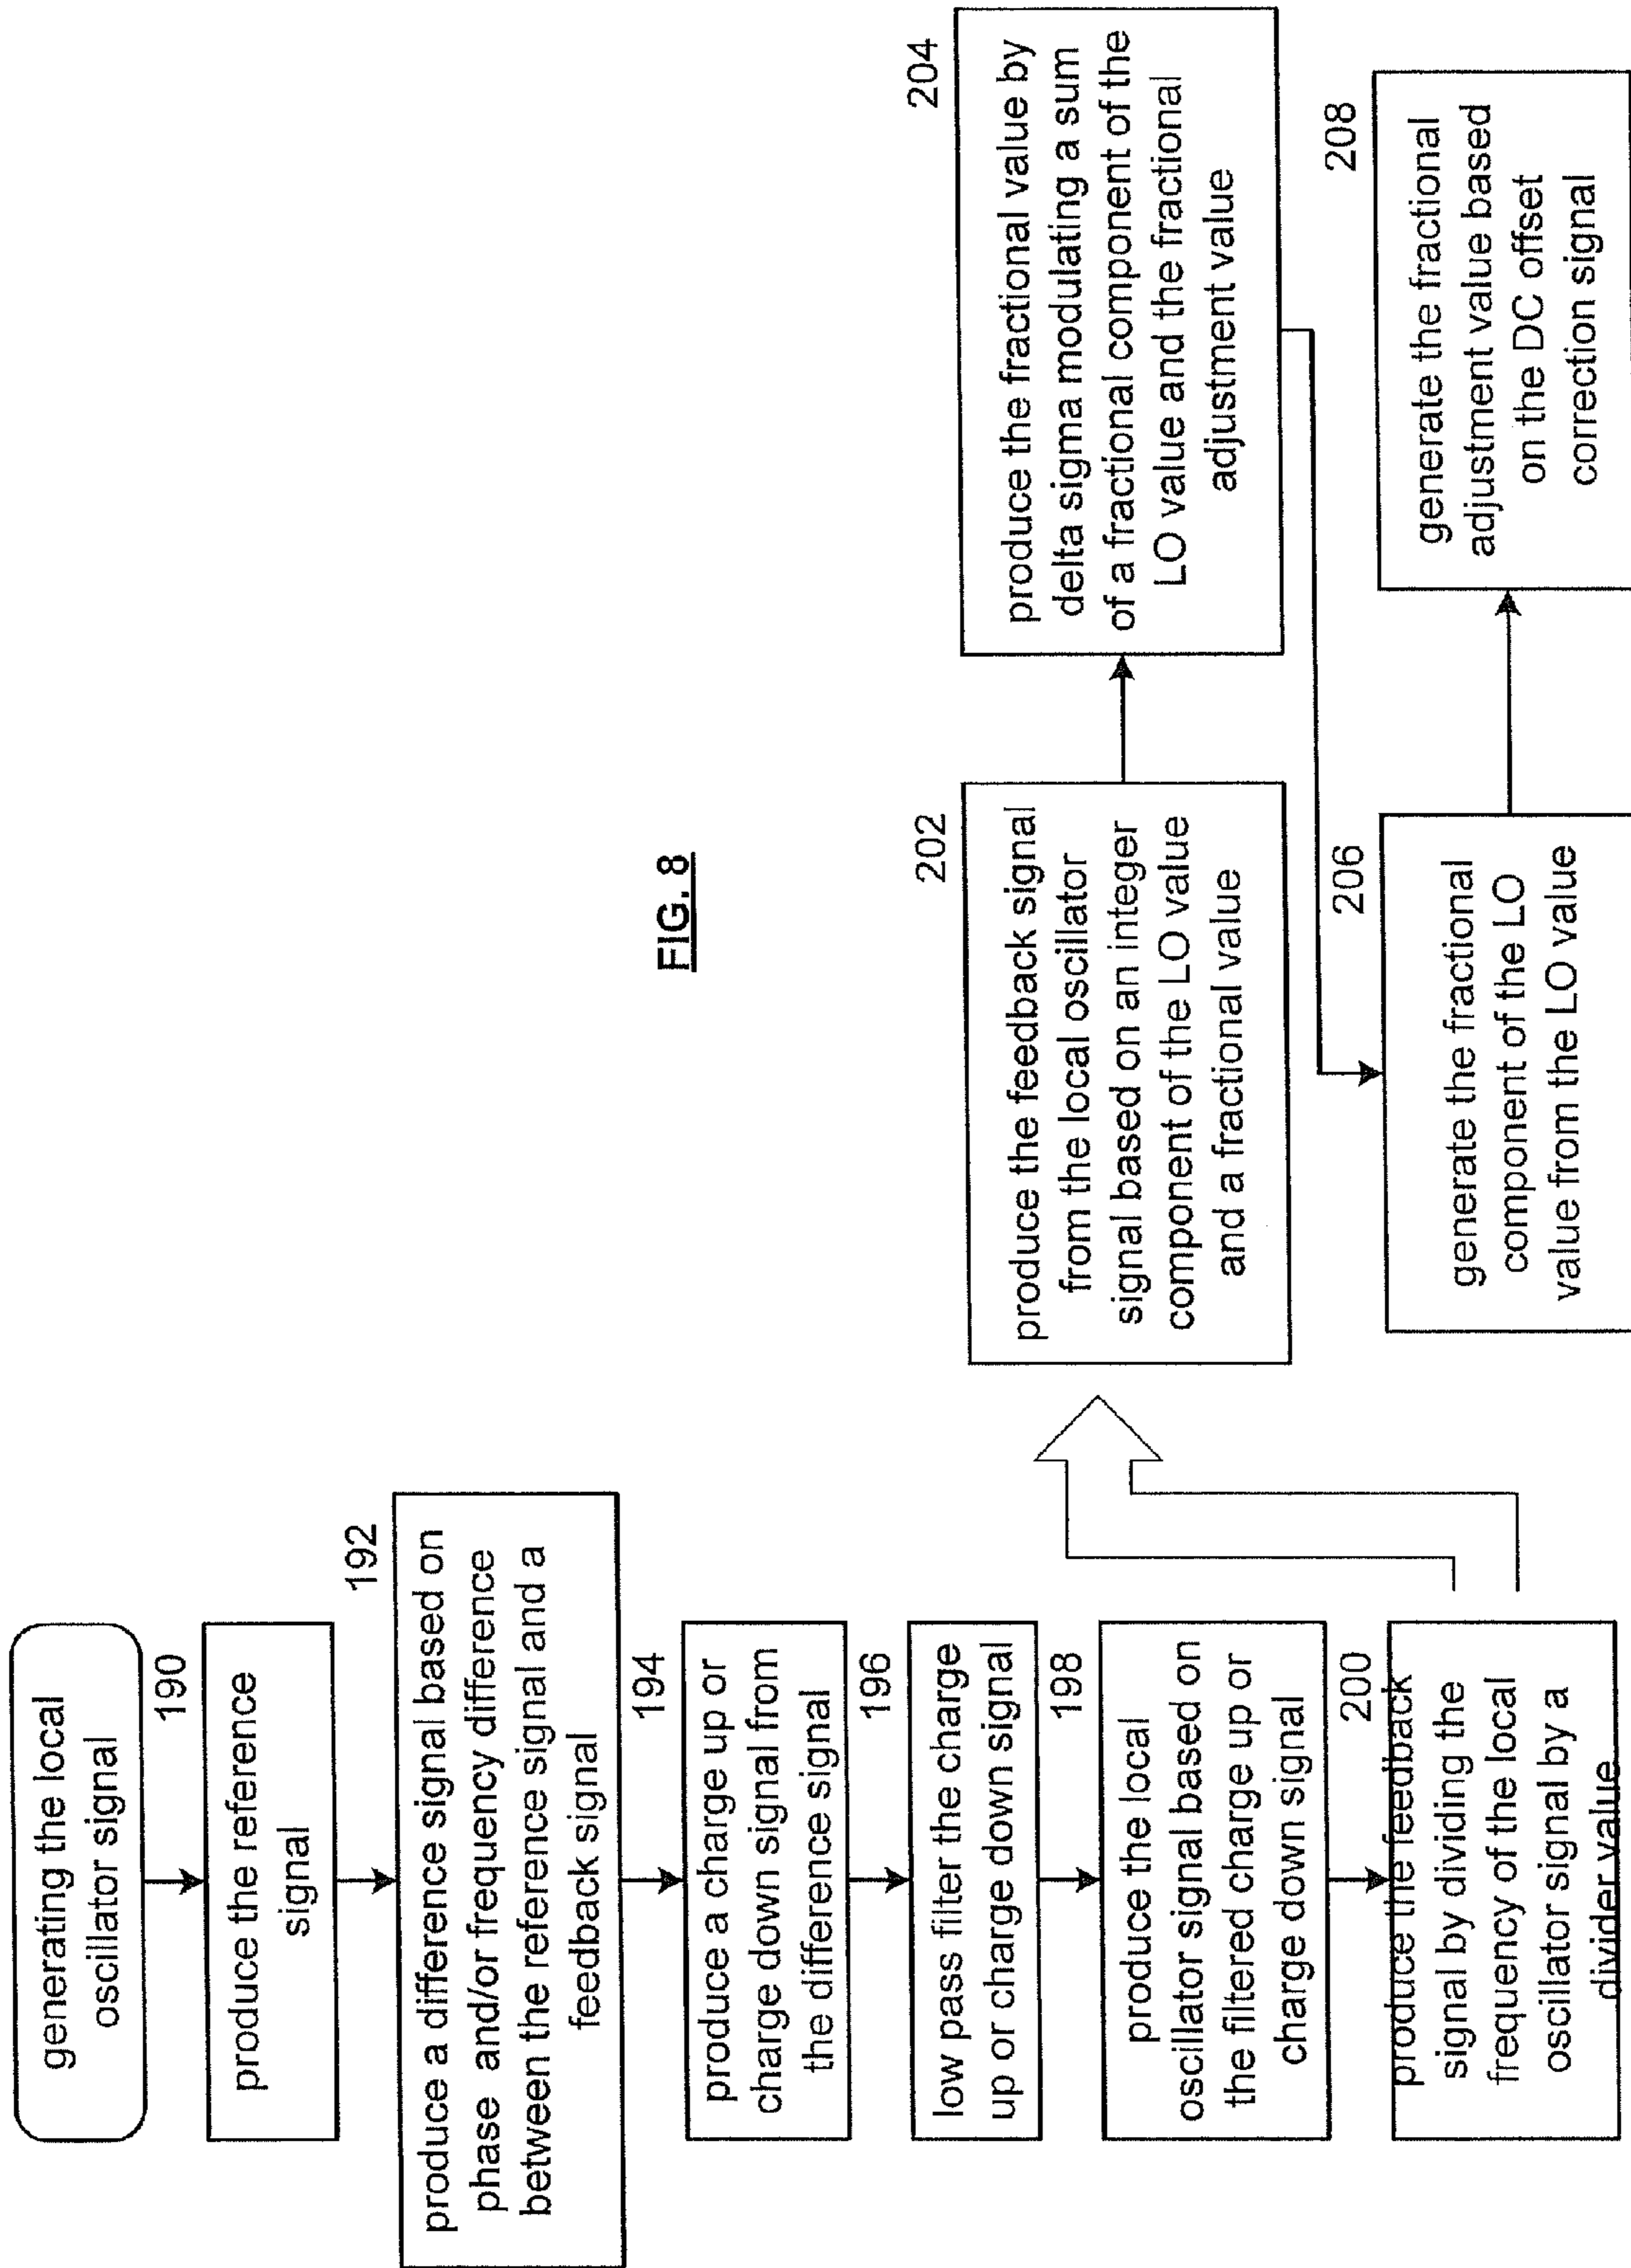 generating the local
oscillator signal
190
produce the reference
signal
192
produce a difference signal based on
phase and/or frequency difference
between the reference signal and a
feedback signal
194
produce a charge up or
charge down signal from
the difference signal
196
low pass filter the charge
up or charge down signal
198
produce the local
oscillator signal based on
the filtered charge up or
charge down signal
200
produce the feedback
signal by dividing the
frequency of the local
oscillator signal by a
divider value
FIG. 8
202
produce the feedback signal
from the local oscillator
signal based on an integer
component of the LO value
and a fractional value
204
produce the fractional value by
delta sigma modulating a sum
of a fractional component of the
LO value and the fractional
adjustment value
206
generate the fractional
component of the LO
value from the LO value
208
generate the fractional
adjustment value based
on the DC offset
correction signal